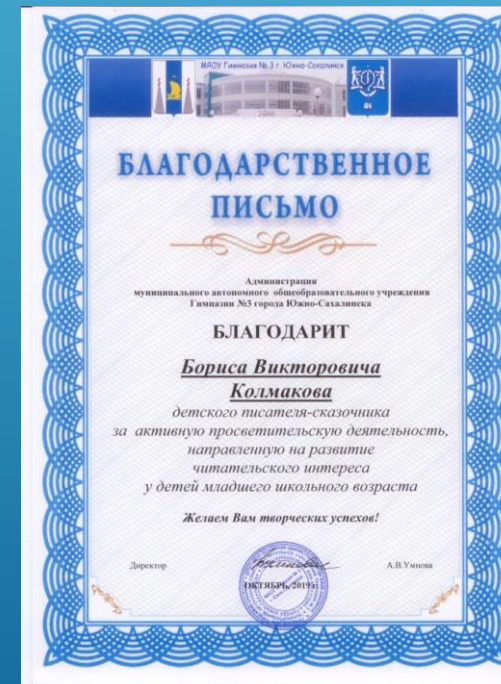 МАОУ Гимназия № 3 г. Южно-Сахалинск
БЛАГОДАРСТВЕННОЕ
ПИСЬМО
Администрация
муниципального автономного общеобразовательного учреждения
Гимназии №3 города Южно-Сахалинска
БЛАГОДАРИТ
Бориса Викторовича
Колмакова
детского писателя-сказочника
за активную просветительскую деятельность,
направленную на развитие
читательского интереса
у детей младшего школьного возраста
Желаем Вам творческих успехов!
Директор
А.В.Умнова
ОКТЯБРЬ, 2019 г.